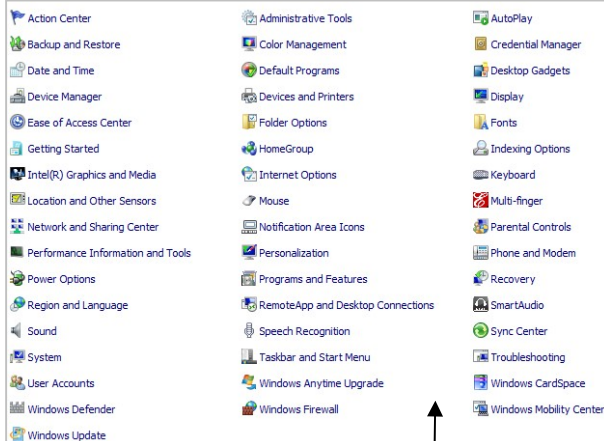 Action Center
Administrative Tools
AutoPlay
Backup and Restore
Color Management
Credential Manager
Date and Time
Default Programs
Desktop Gadgets
Device Manager
Devices and Printers
Display
Ease of Access Center
Folder Options
Fonts
Getting Started
HomeGroup
Indexing Options
Intel(R) Graphics and Media
Internet Options
Keyboard
Location and Other Sensors
Mouse
Multi-finger
Network and Sharing Center
Notification Area Icons
Parental Controls
Performance Information and Tools
Personalization
Phone and Modem
Power Options
Programs and Features
Recovery
Region and Language
RemoteApp and Desktop Connections
SmartAudio
Sound
Speech Recognition
Sync Center
System
Taskbar and Start Menu
Troubleshooting
User Accounts
Windows Anytime Upgrade
Windows CardSpace
Windows Defender
Windows Firewall
Windows Mobility Center
Windows Update